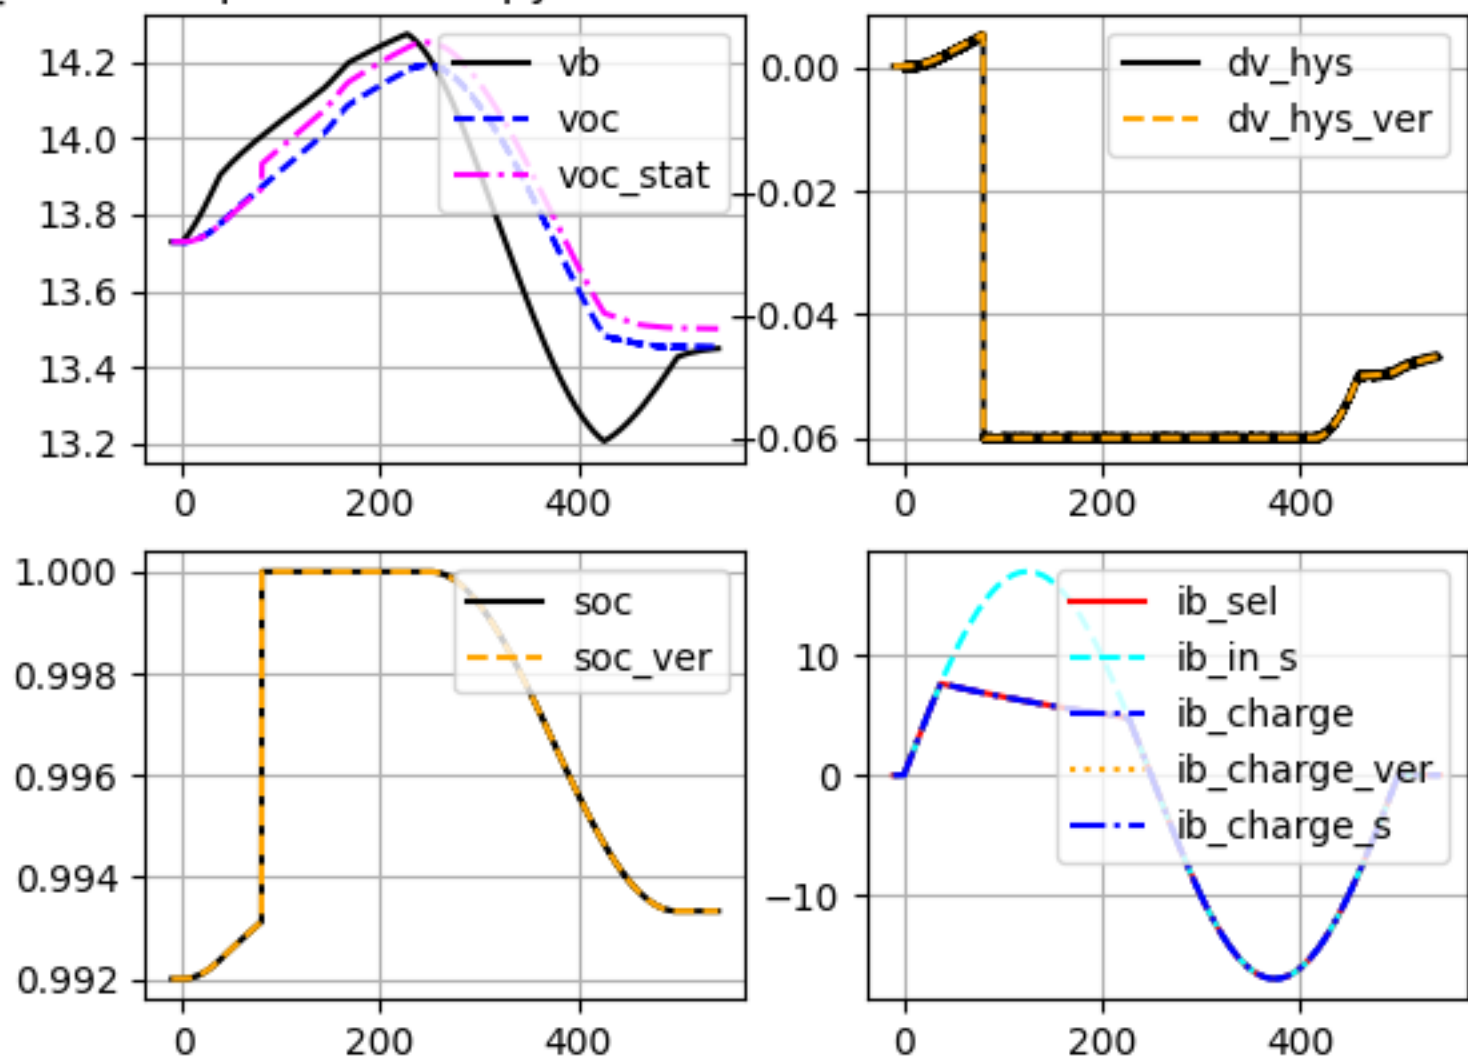 14.2
14.0
13.8
13.6
13.4
13.2
0 200 400
vb
voc
voc_stat
0.00
-0.02
-0.04
-0.06
0 200 400
dv_hys
dv_hys_ver
1.000
0.998
0.996
0.994
0.992
0 200 400
soc
soc_ver
10
0
−10
0 200 400
ib_sel
ib_in_s
ib_charge
ib_charge_ver
ib_charge_s